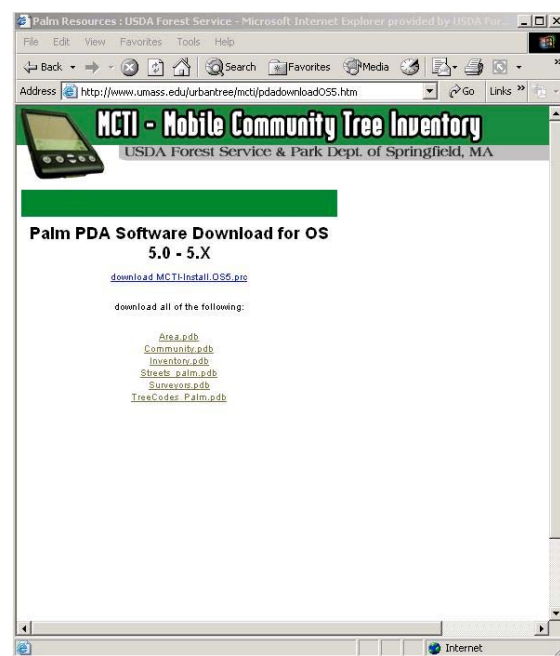 Palm Resources : USDA Forest Service - Microsoft Internet Explorer provided by USDA For...
File Edit View Favorites Tools Help
Back Search Favorites Media
Address http://www.umass.edu/urbantree/mcti/pdadownloadOS5.htm Go Links »
MCTI - Mobile Community Tree Inventory
USDA Forest Service & Park Dept. of Springfield, MA
Palm PDA Software Download for OS
5.0 - 5.X
download MCTI-Install.OS5.prc
download all of the following:
Area.pdb
Community.pdb
Inventory.pdb
Streets_palm.pdb
Surveyors.pdb
TreeCodes_Palm.pdb
Internet